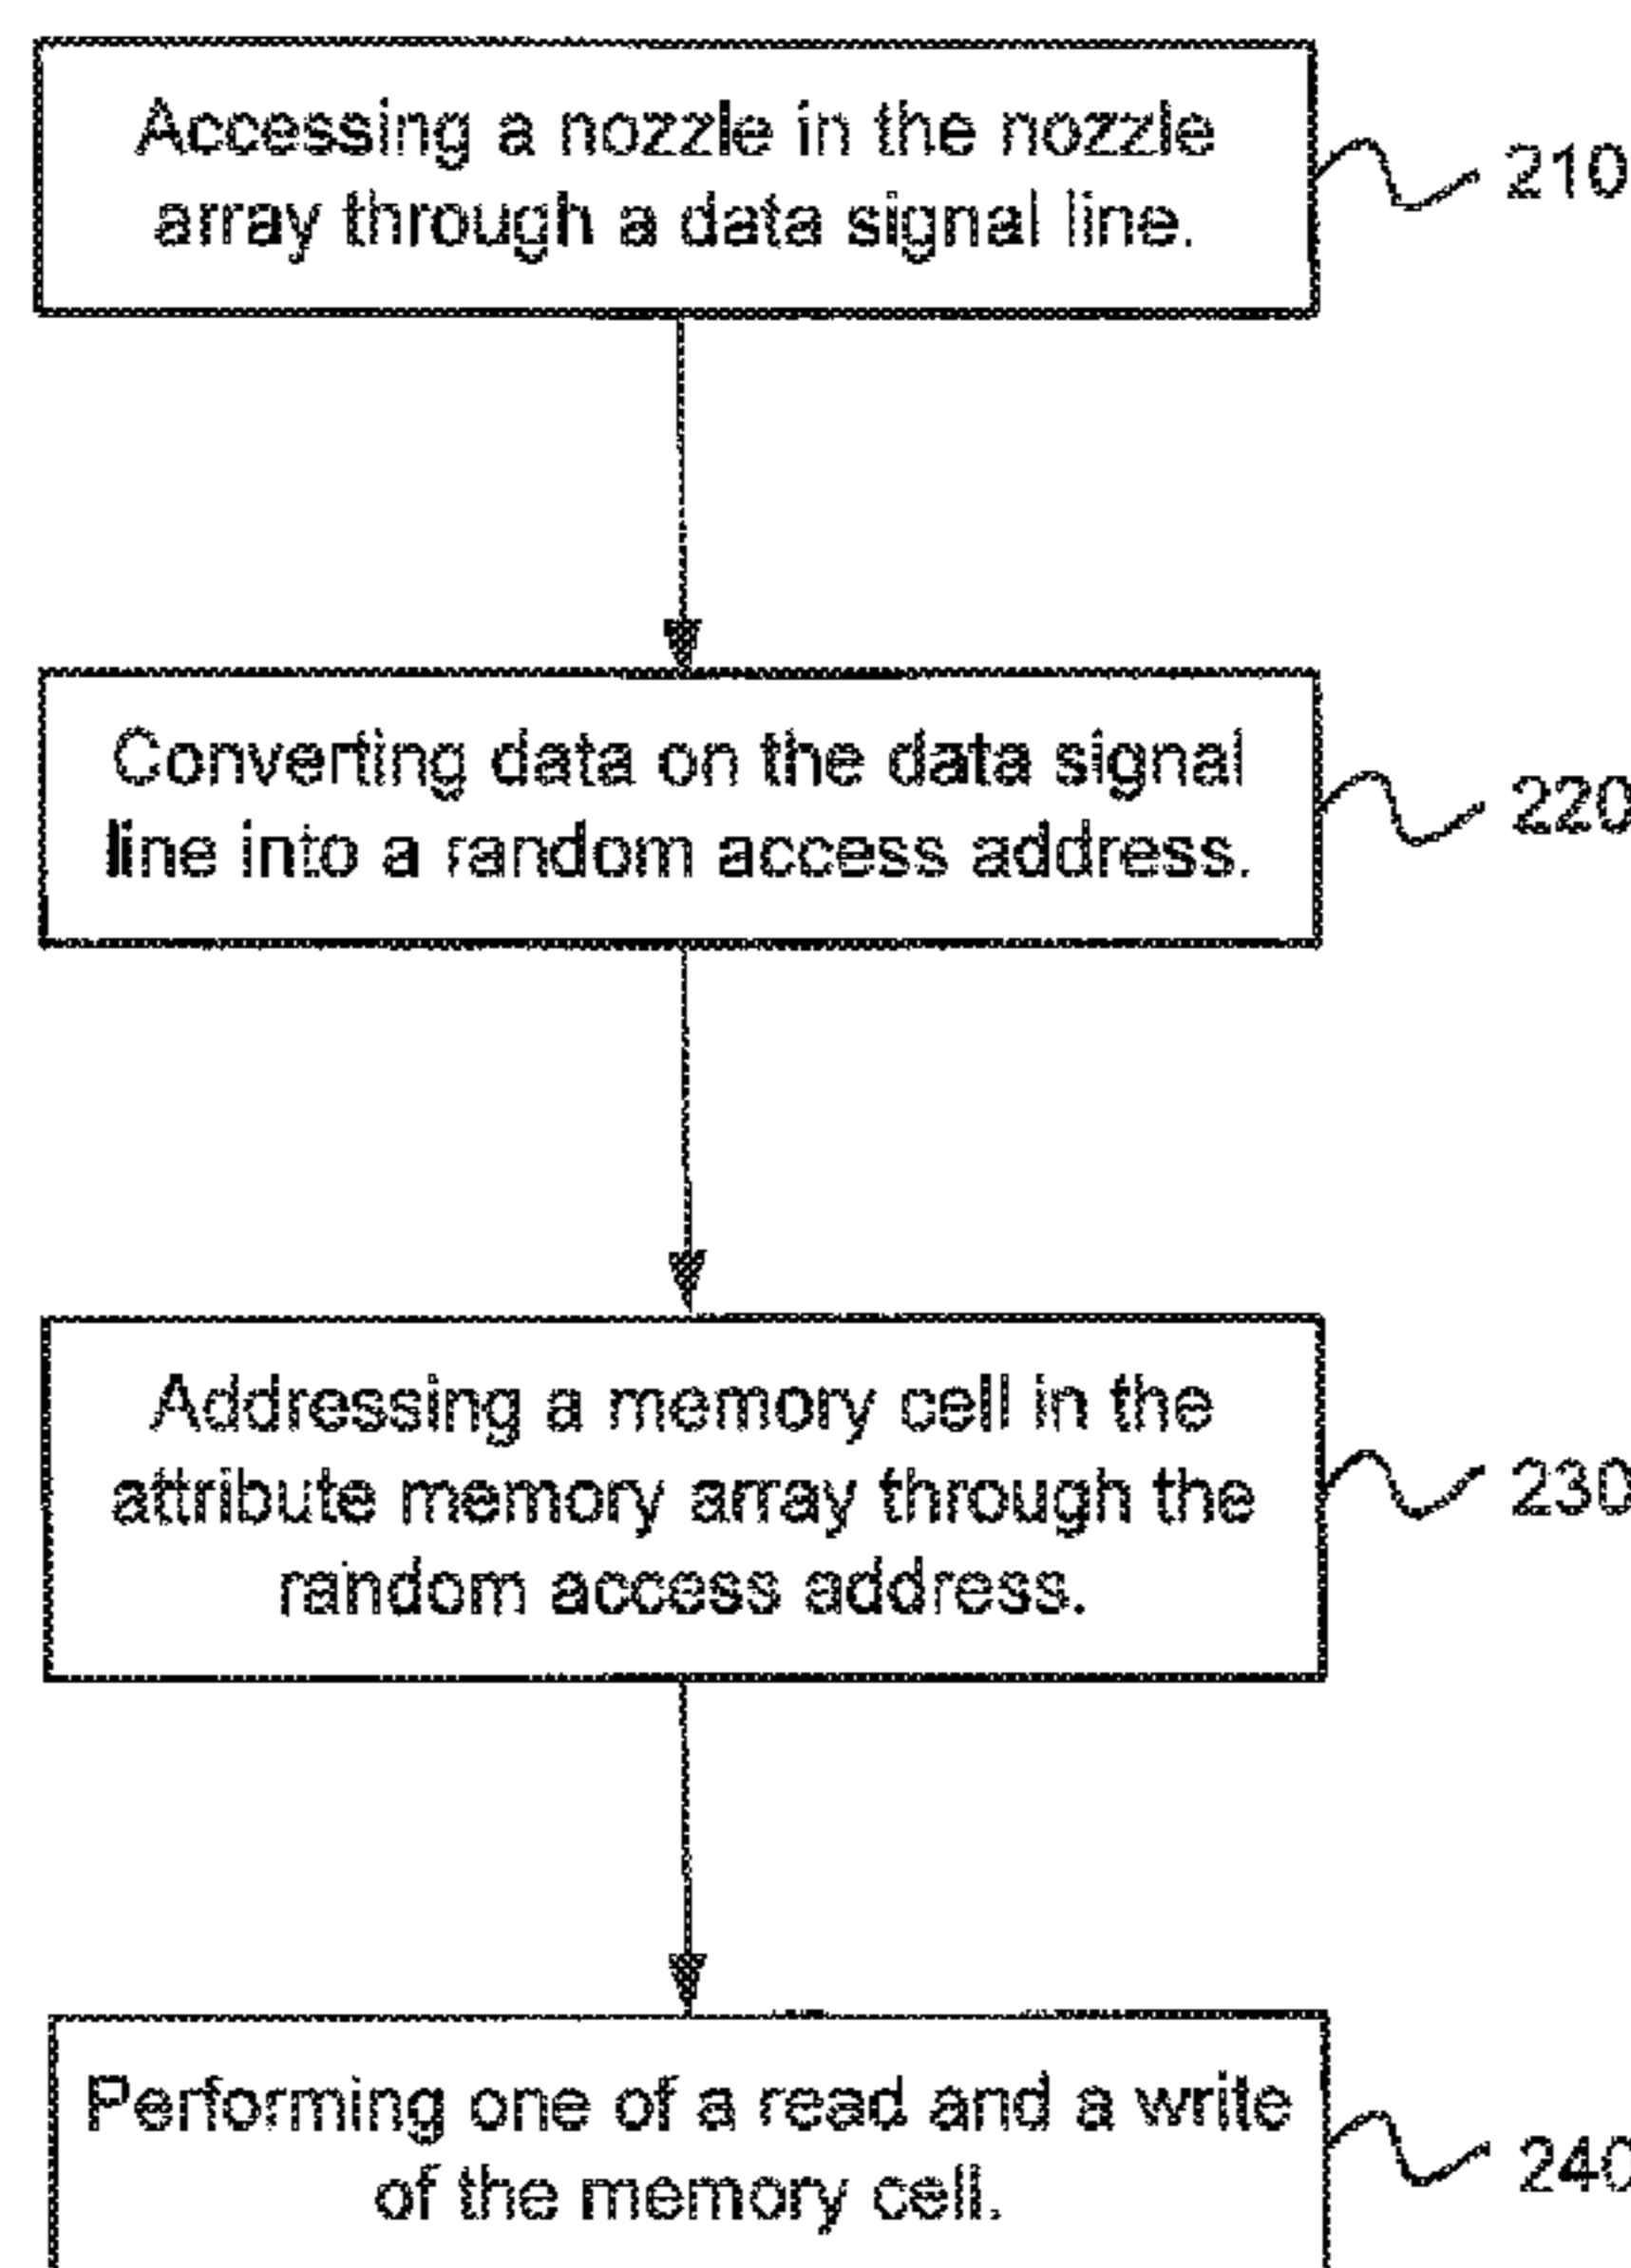 Accessing a nozzle in the nozzle
array through a data signal line.
210
Converting data on the data signal
line into a random access address.
220
Addressing a memory cell in the
attribute memory array through the
random access address.
230
Performing one of a read and a write
of the memory cell.
240